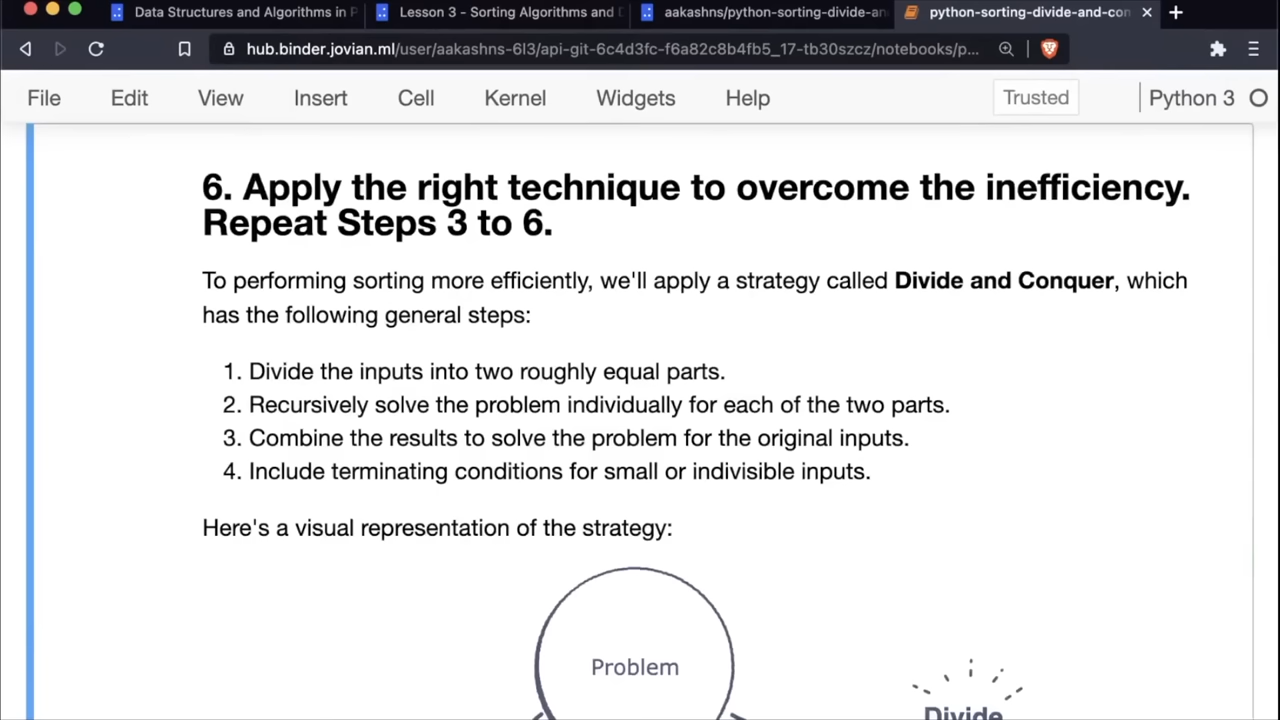 Data Structures and Algorithms in P
Lesson 3 - Sorting Algorithms and D
aakashns/python-sorting-divide-an
python-sorting-divide-and-con
hub.binder.jovian.ml/user/aakashns-6l3/api-git-6c4d3fc-f6a82c8b4fb5_17-tb30szcz/notebooks/p...
File Edit View Insert Cell Kernel Widgets Help Trusted Python 3
6. Apply the right technique to overcome the inefficiency.
Repeat Steps 3 to 6.
To performing sorting more efficiently, we'll apply a strategy called Divide and Conquer, which
has the following general steps:
1. Divide the inputs into two roughly equal parts.
2. Recursively solve the problem individually for each of the two parts.
3. Combine the results to solve the problem for the original inputs.
4. Include terminating conditions for small or indivisible inputs.
Here's a visual representation of the strategy:
Problem
Divide